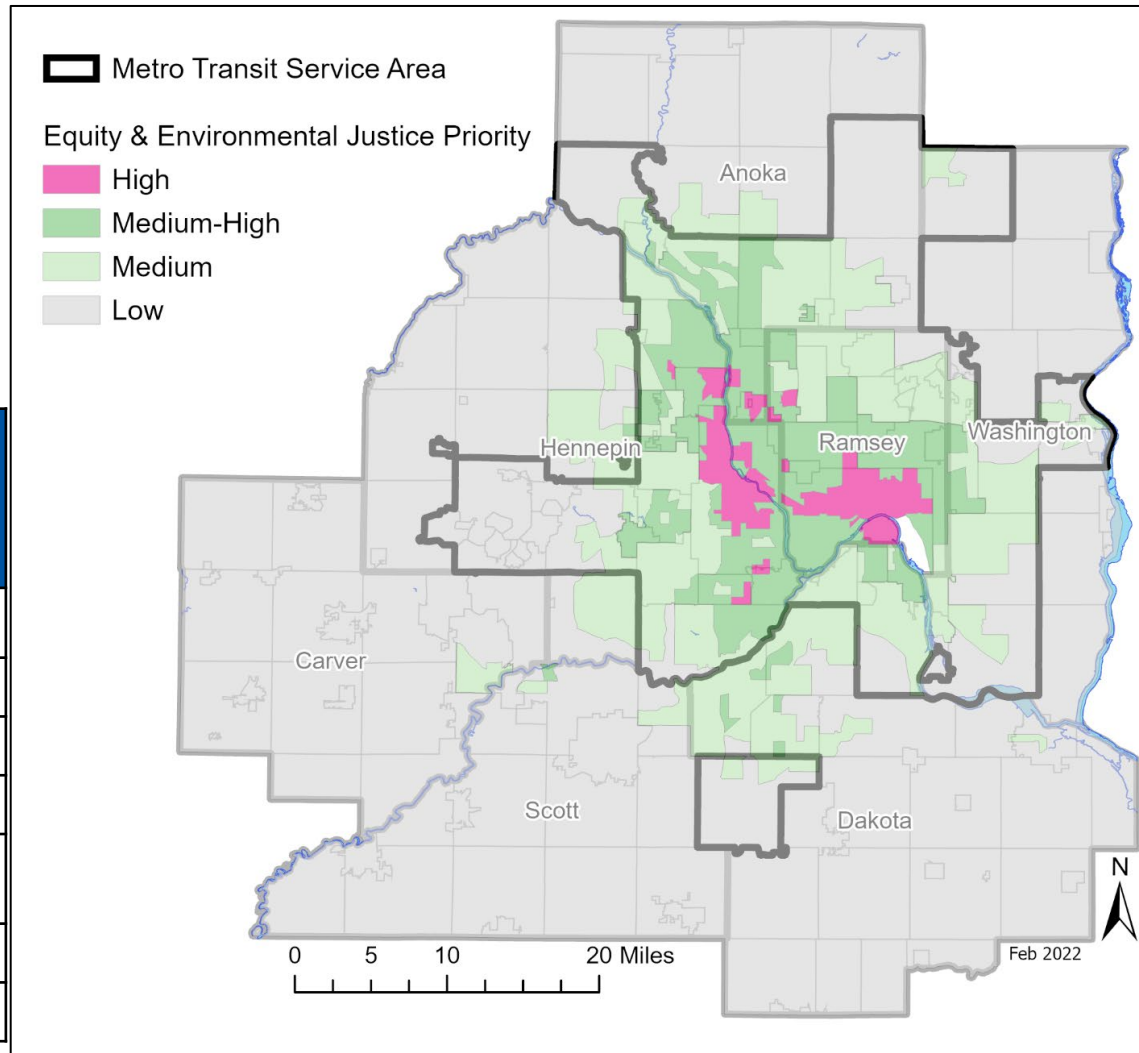 Metro Transit Service Area
Equity & Environmental Justice Priority
High
Medium-High
Medium
Low
Anoka
Hennepin
Ramsey
Washington
Carver
Scott
Dakota
N
0 5 10 20 Miles
Feb 2022